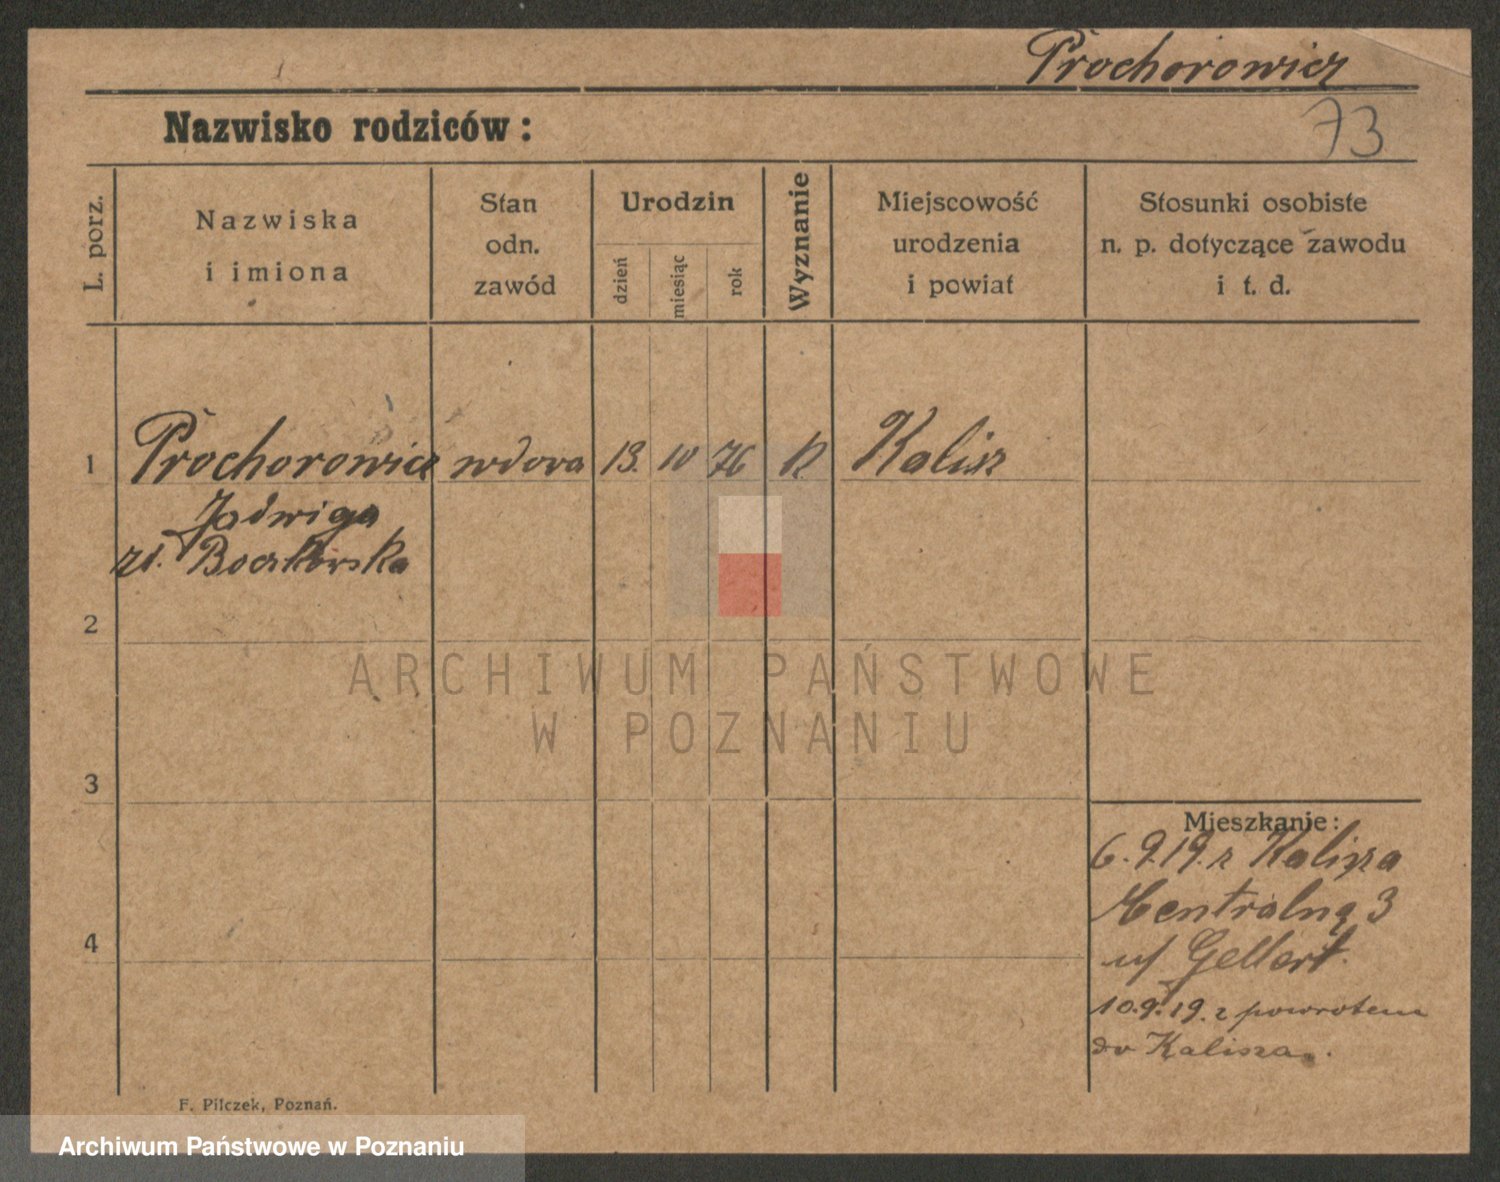 Prochorowicz
73
Nazwisko rodziców:
L. porz.
Nazwiska
i imiona
Stan
odn.
zawód
Urodzin
dzień
miesiąc
rok
Wyznanie
Miejscowość
urodzenia
i powiat
Stosunki osobiste
n. p. dotyczące zawodu
i t. d.
1 Prochorowicz wdova 13. 10 76 k Kalisz
Jadwiga
zd. Boczkowska
2
3
4
ARCHIWUM PAŃSTWOWE
W POZNANIU
Mieszkanie:
6.9.19. z Kalisza
Centralną 3
u/ Gellert.
10.9.19. z powrotem
do Kalisza.
F. Pilczek, Poznań.
Archiwum Państwowe w Poznaniu